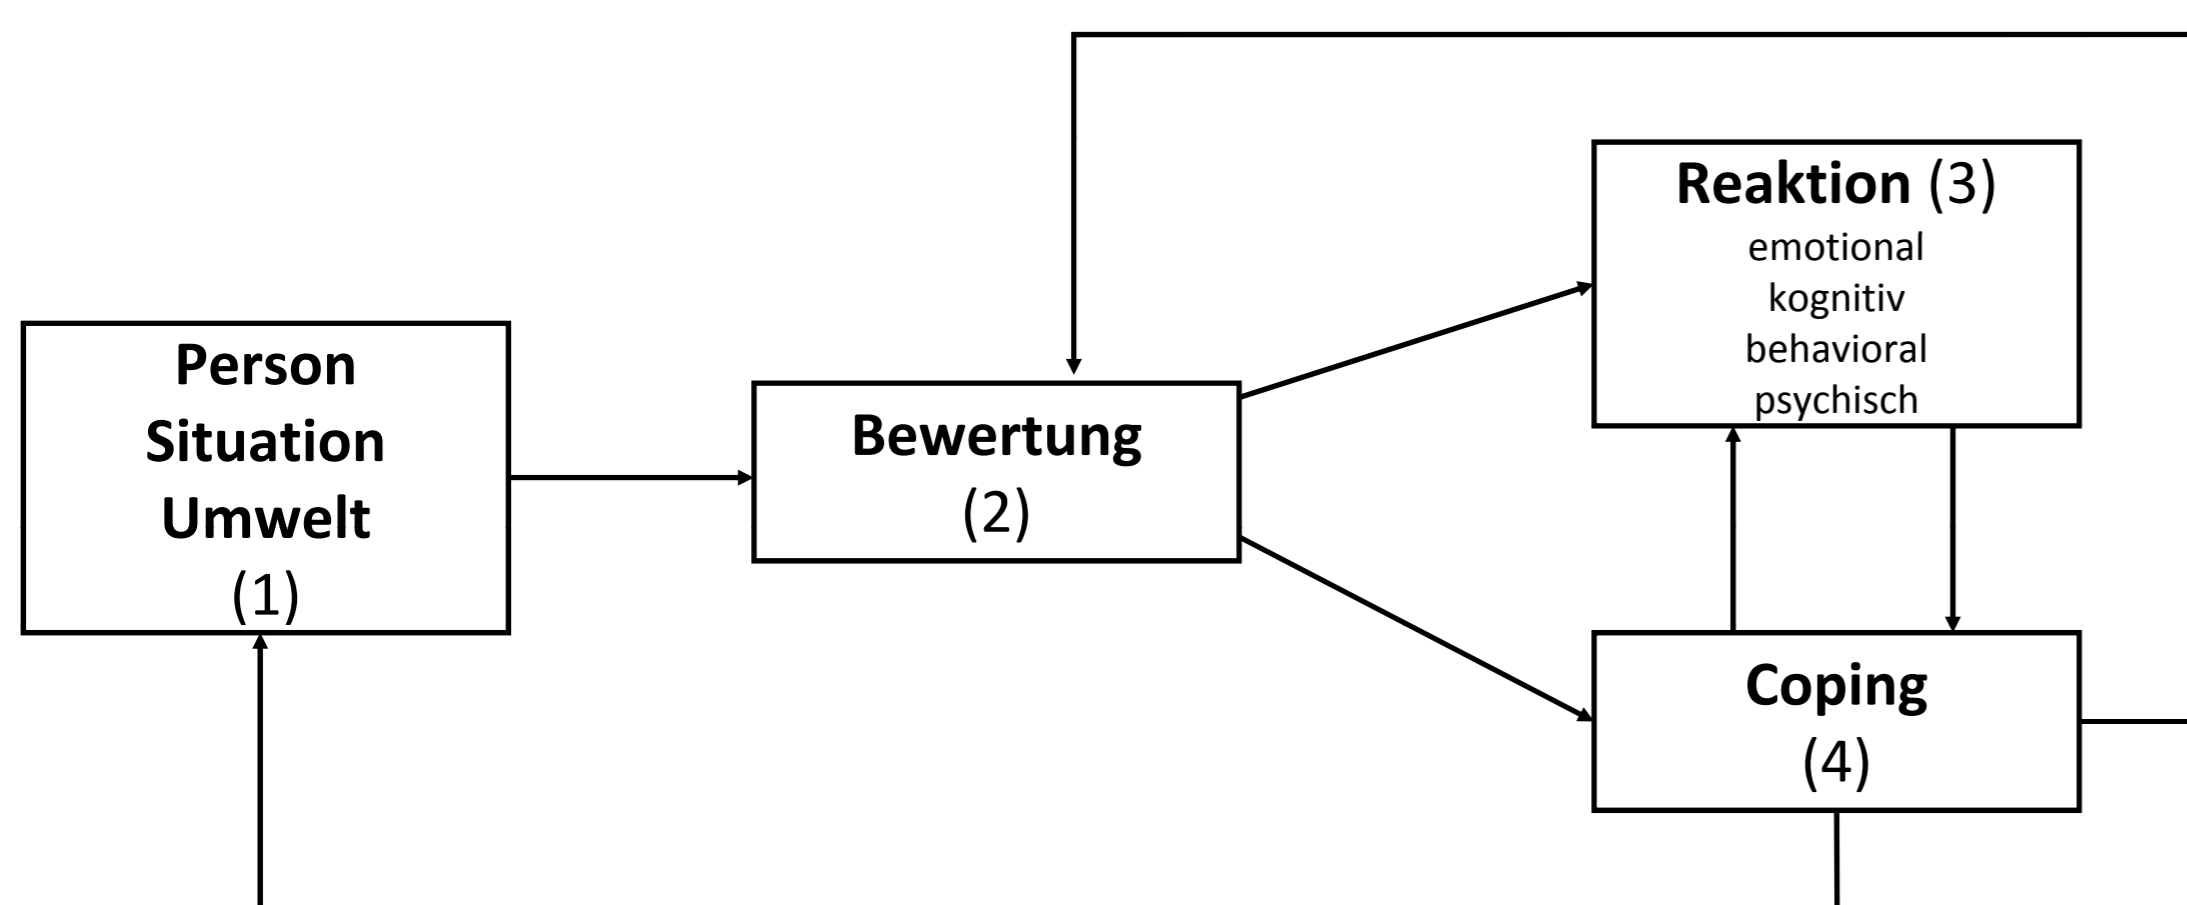 Person
Situation
Umwelt
(1)
Bewertung
(2)
Reaktion (3)
emotional
kognitiv
behavioral
psychisch
Coping
(4)